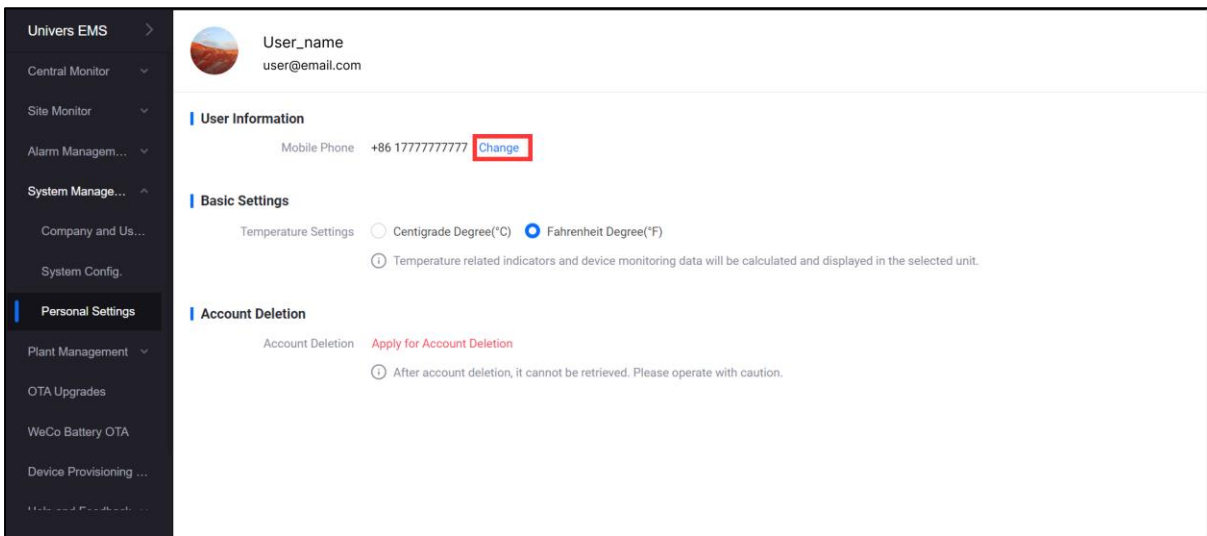 Univers EMS
Central Monitor
Site Monitor
Alarm Managem...
System Manage...
Company and Us...
System Config.
Personal Settings
Plant Management
OTA Upgrades
WeCo Battery OTA
Device Provisioning ...
Help and Feedback
User_name
user@email.com
User Information
Mobile Phone +86 17777777777 Change
Basic Settings
Temperature Settings Centigrade Degree(°C) Fahrenheit Degree(°F)
Temperature related indicators and device monitoring data will be calculated and displayed in the selected unit.
Account Deletion
Account Deletion Apply for Account Deletion
After account deletion, it cannot be retrieved. Please operate with caution.